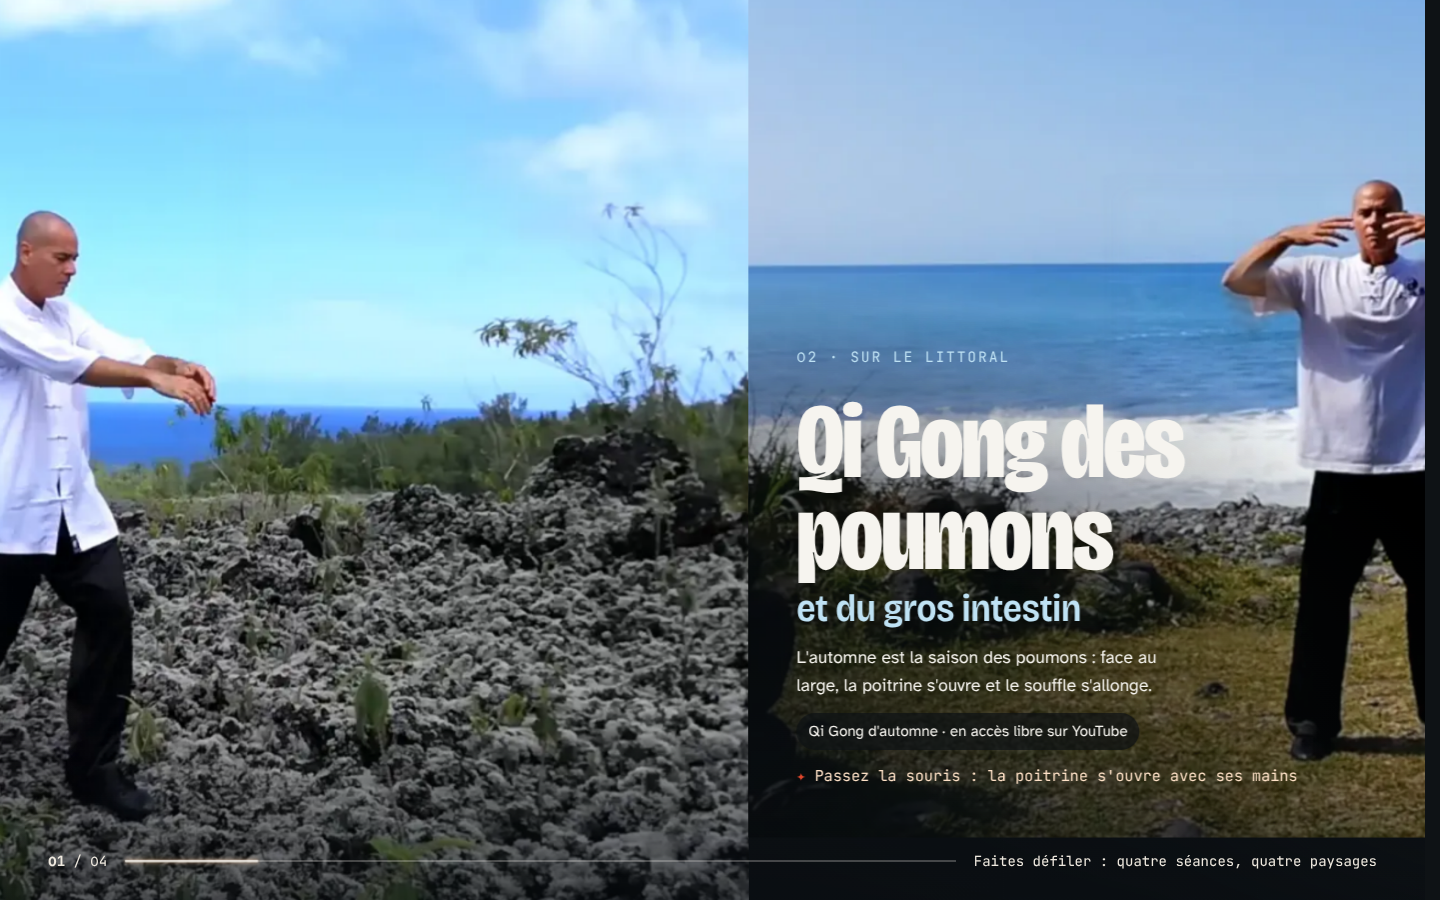 02 · SUR LE LITTORAL
Qi Gong des
poumons
et du gros intestin
L'automne est la saison des poumons : face au
large, la poitrine s'ouvre et le souffle s'allonge.
Qi Gong d'automne · en accès libre sur YouTube
✦ Passez la souris : la poitrine s'ouvre avec ses mains
01 / 04
Faites défiler : quatre séances, quatre paysages